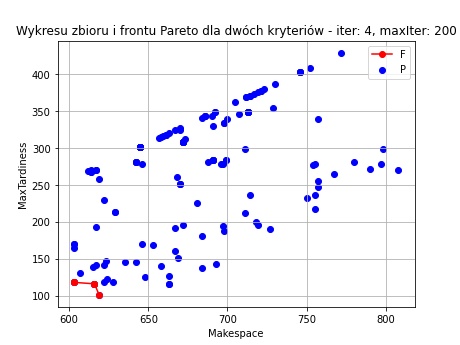 Wykresu zbioru i frontu Pareto dla dwóch kryteriów - iter: 4, maxIter: 200
F
P
400
350
300
250
200
150
100
MaxTardiness
600
650
700
750
800
Makespace